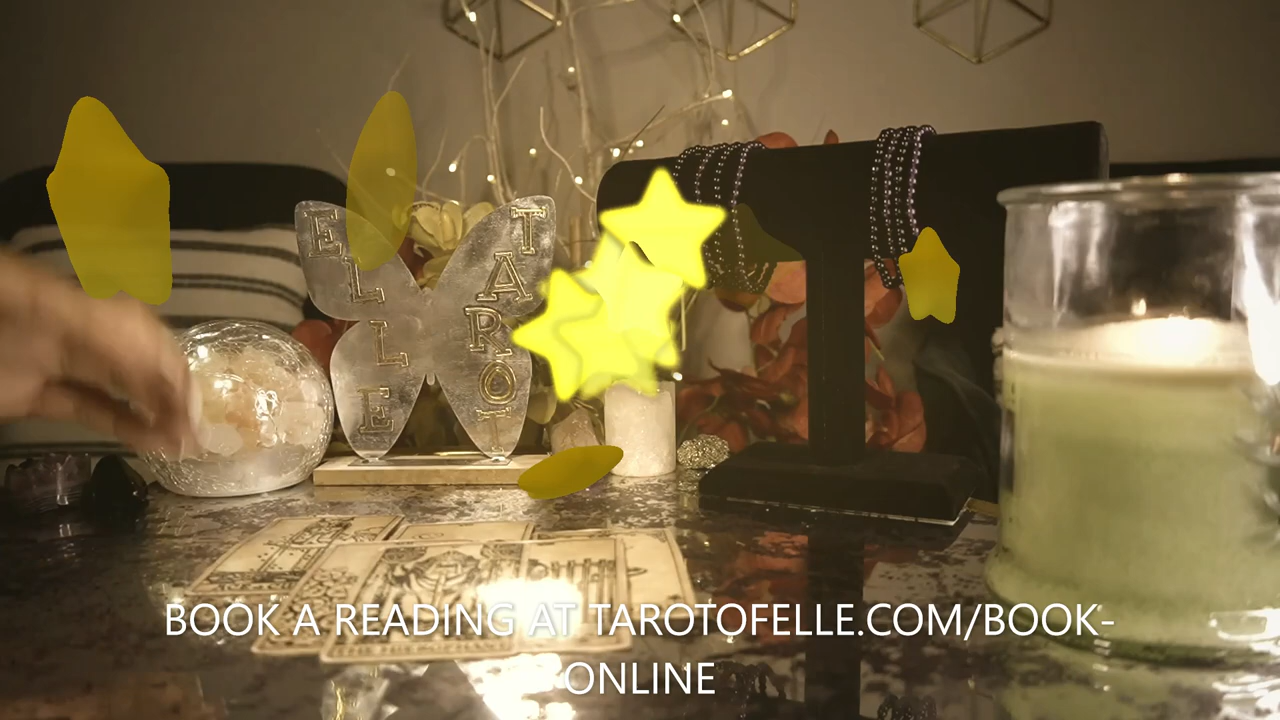 ELLE
TAROT
BOOK A READING AT TAROTOFELLE.COM/BOOK-
ONLINE